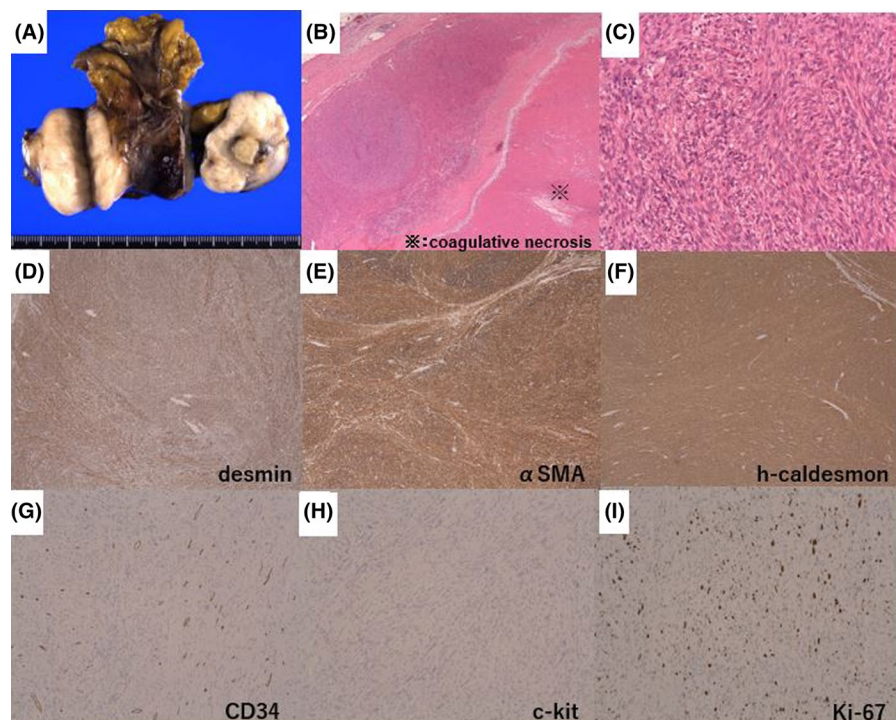 (A)
(B)
(C)
※
※:coagulative necrosis
(D)
(E)
(F)
desmin
αSMA
h-caldesmon
(G)
(H)
(I)
CD34
c-kit
Ki-67